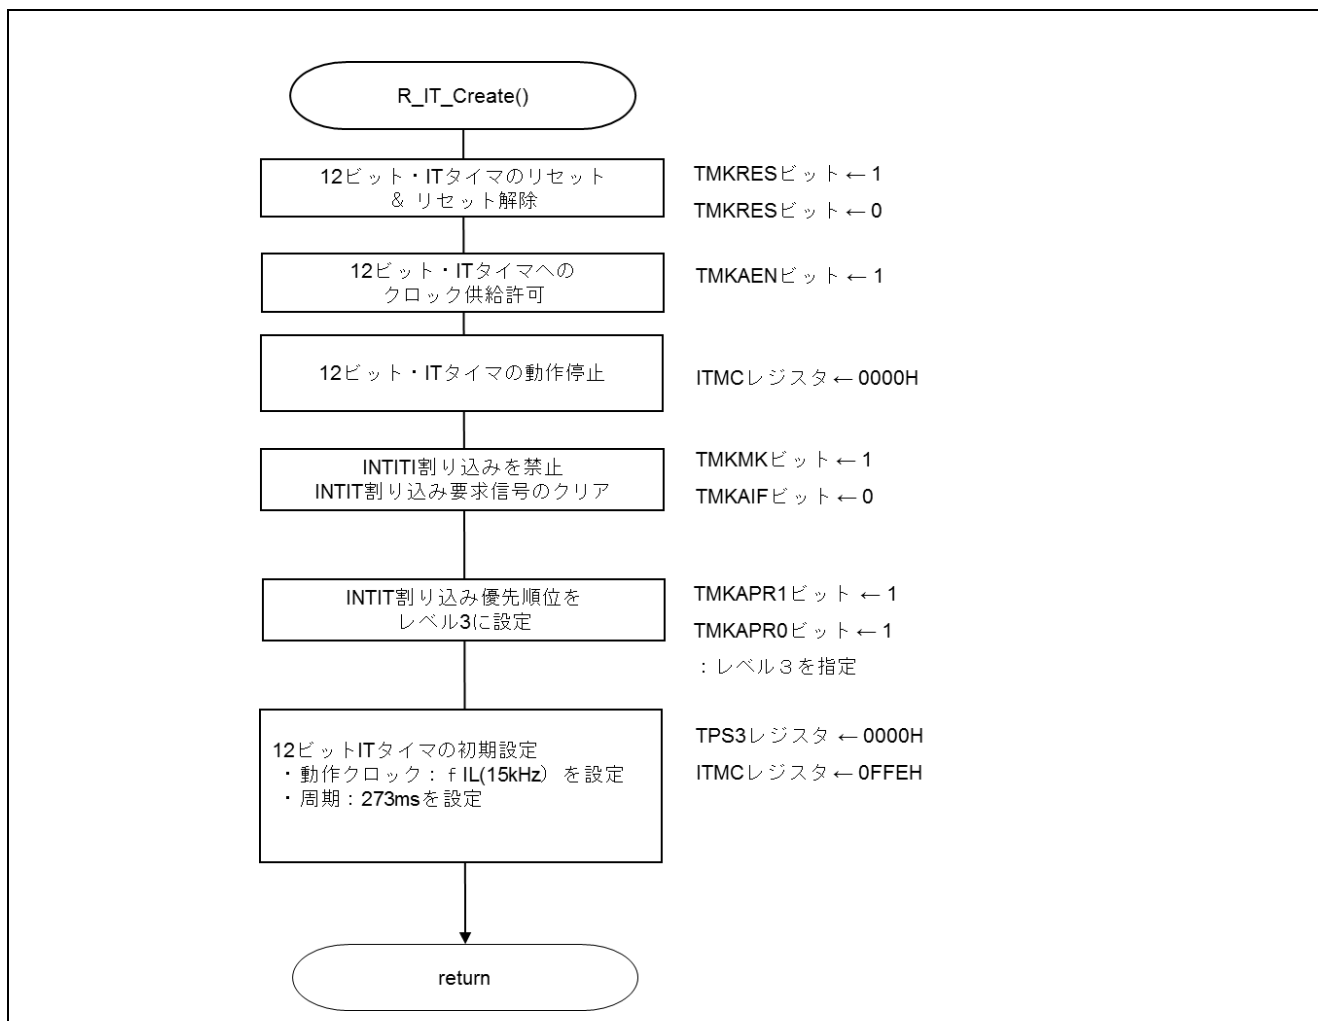 R_IT_Create()
12ビット・ITタイマのリセット
& リセット解除
TMKRESビット ← 1
TMKRESビット ← 0
12ビット・ITタイマへの
クロック供給許可
TMKAENビット ← 1
12ビット・ITタイマの動作停止
ITMCレジスタ ← 0000H
INTITI割り込みを禁止
INTIT割り込み要求信号のクリア
TMKMKビット ← 1
TMKAIFビット ← 0
INTIT割り込み優先順位を
レベル3に設定
TMKAPR1ビット ← 1
TMKAPR0ビット ← 1
：レベル３を指定
12ビットITタイマの初期設定
・動作クロック：ｆIL(15kHz）を設定
・周期：273msを設定
TPS3レジスタ ← 0000H
ITMCレジスタ ← 0FFEH
return